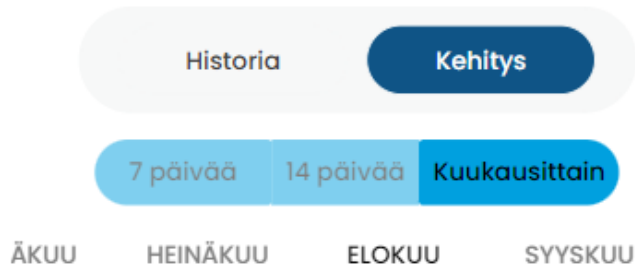 Historia Kehitys
7 päivää 14 päivää Kuukausittain
ÄKUU HEINÄKUU ELOKUU SYYSKUU